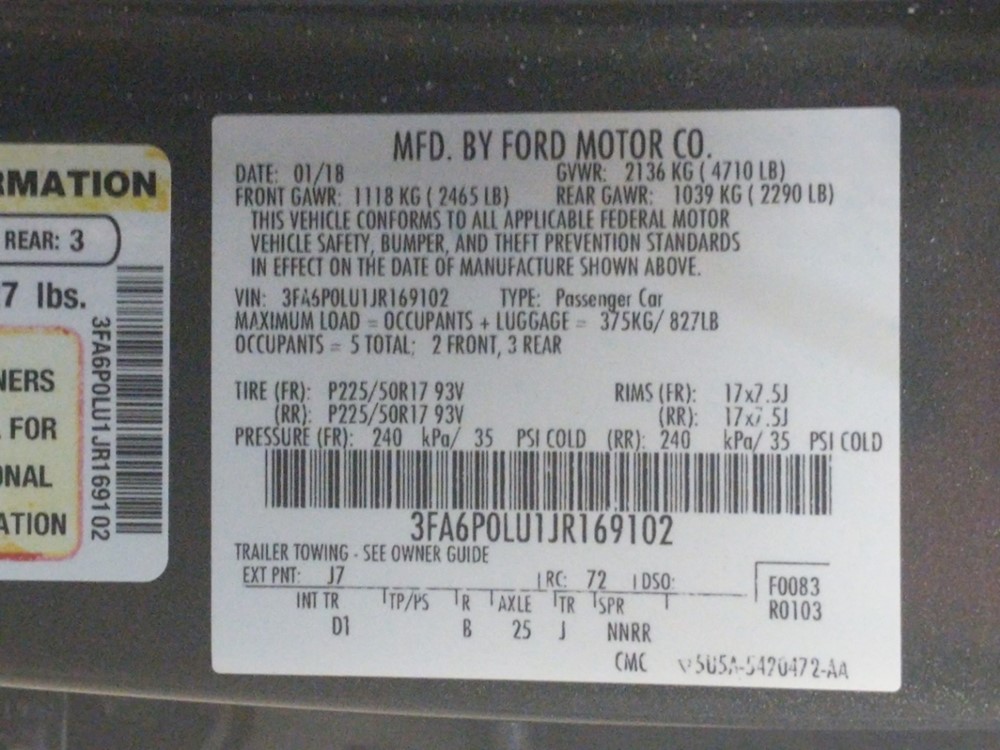 RMATION
REAR: 3
7 lbs.
NERS
FOR
ONAL
ATION
3FA6P0LU1JR169102
MFD. BY FORD MOTOR CO.
DATE: 01/18 GVWR: 2136 KG ( 4710 LB)
FRONT GAWR: 1118 KG ( 2465 LB) REAR GAWR: 1039 KG ( 2290 LB)
THIS VEHICLE CONFORMS TO ALL APPLICABLE FEDERAL MOTOR
VEHICLE SAFETY, BUMPER, AND THEFT PREVENTION STANDARDS
IN EFFECT ON THE DATE OF MANUFACTURE SHOWN ABOVE.
VIN: 3FA6P0LU1JR169102 TYPE: Passenger Car
MAXIMUM LOAD = OCCUPANTS + LUGGAGE = 375KG/ 827LB
OCCUPANTS = 5 TOTAL: 2 FRONT, 3 REAR
TIRE (FR): P225/50R17 93V RIMS (FR): 17x7.5J
(RR): P225/50R17 93V (RR): 17x7.5J
PRESSURE (FR): 240 kPa/ 35 PSI COLD (RR): 240 kPa/ 35 PSI COLD
3FA6P0LU1JR169102
TRAILER TOWING - SEE OWNER GUIDE
EXT PNT: J7 RC: 72 DSO:
INT TR TP/PS R AXLE TR SPR
D1 B 25 J NNRR
F0083
R0103
CMC